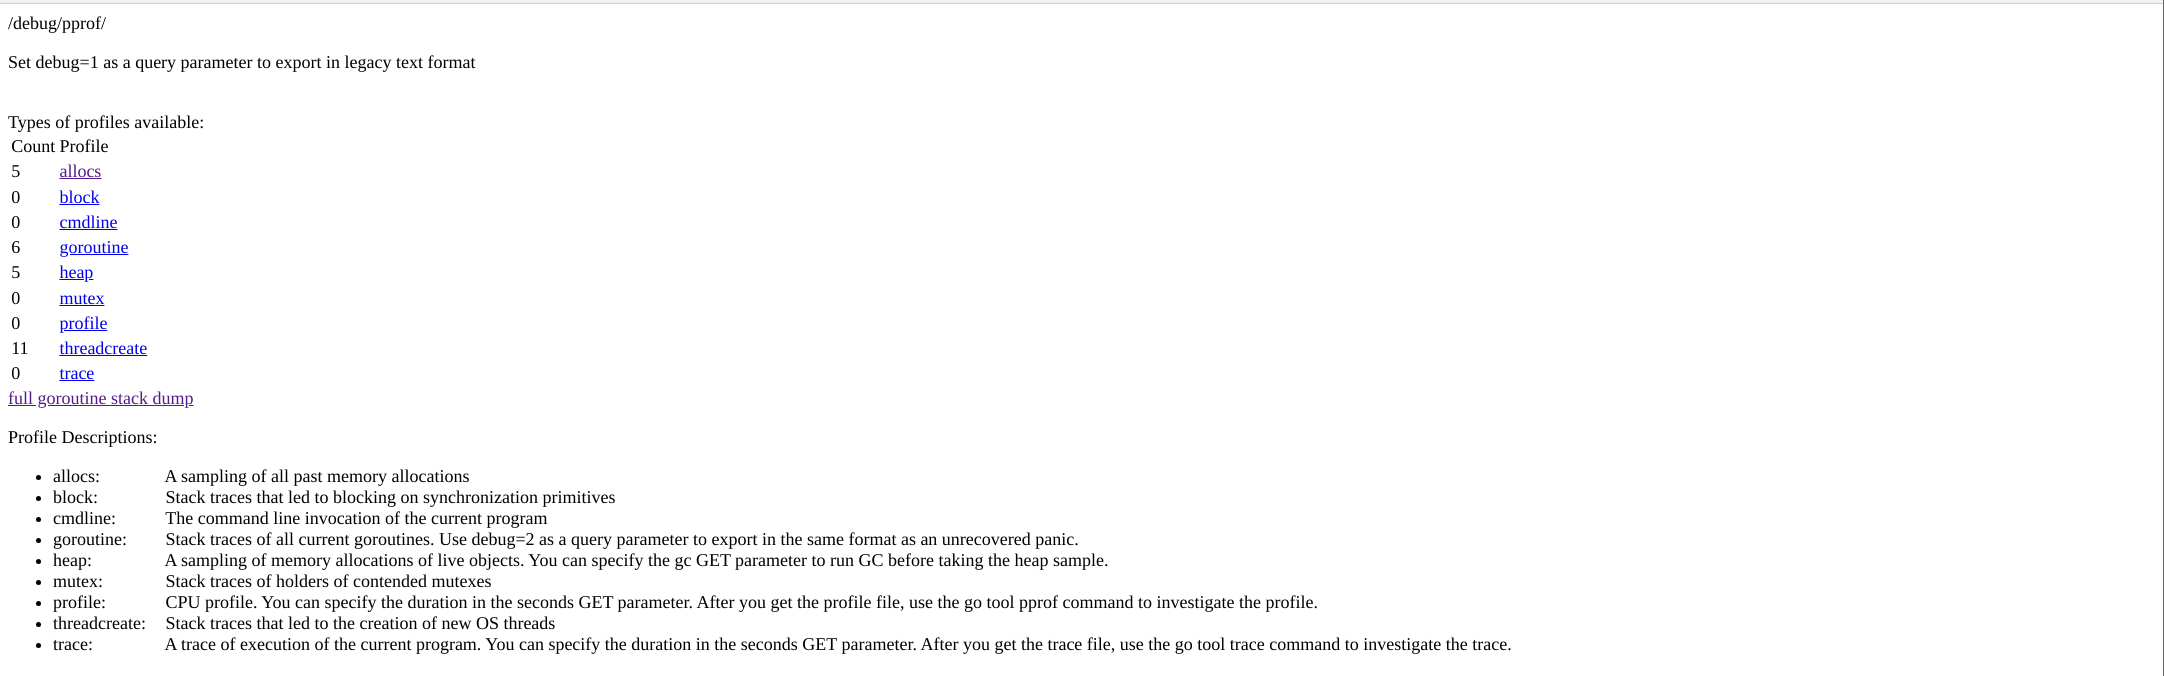 /debug/pprof/
Set debug=1 as a query parameter to export in legacy text format
Types of profiles available:
Count Profile
5 allocs
0 block
0 cmdline
6 goroutine
5 heap
0 mutex
0 profile
11 threadcreate
0 trace
full goroutine stack dump
Profile Descriptions:
• allocs: A sampling of all past memory allocations
• block: Stack traces that led to blocking on synchronization primitives
• cmdline: The command line invocation of the current program
• goroutine: Stack traces of all current goroutines. Use debug=2 as a query parameter to export in the same format as an unrecovered panic.
• heap: A sampling of memory allocations of live objects. You can specify the gc GET parameter to run GC before taking the heap sample.
• mutex: Stack traces of holders of contended mutexes
• profile: CPU profile. You can specify the duration in the seconds GET parameter. After you get the profile file, use the go tool pprof command to investigate the profile.
• threadcreate: Stack traces that led to the creation of new OS threads
• trace: A trace of execution of the current program. You can specify the duration in the seconds GET parameter. After you get the trace file, use the go tool trace command to investigate the trace.